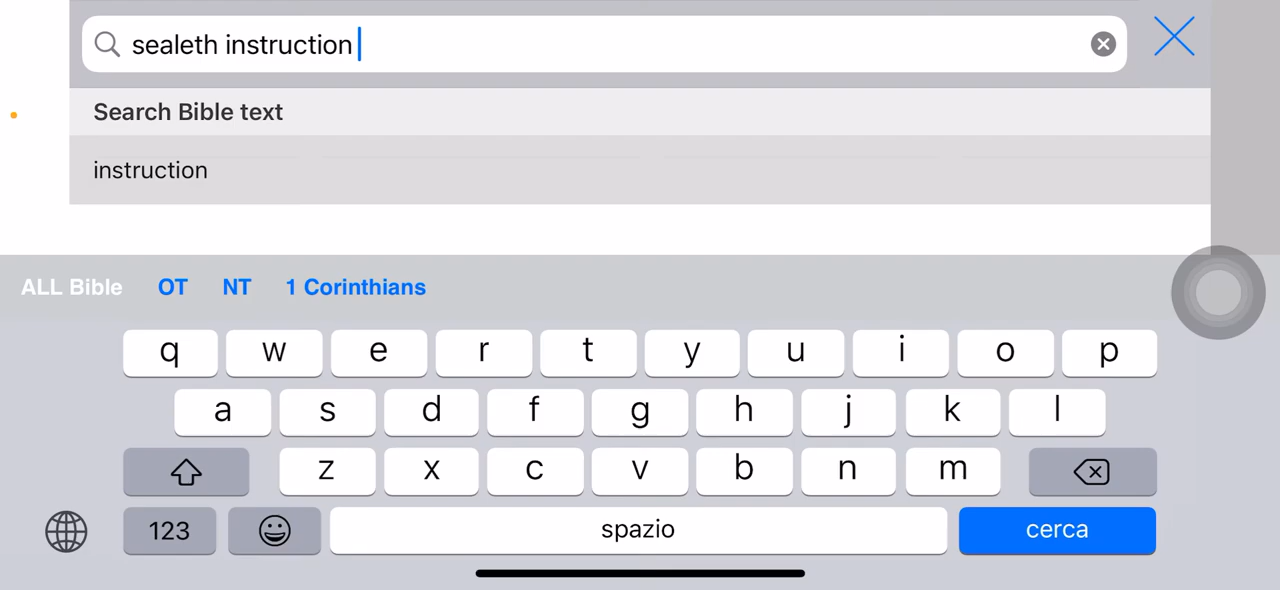 sealeth instruction
Search Bible text
instruction
ALL Bible OT NT 1 Corinthians
q w e r t y u i o p
a s d f g h j k l
z x c v b n m
123 spazio cerca